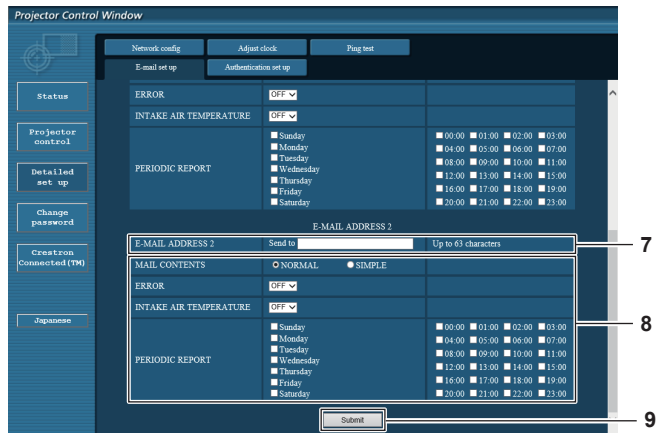 Projector Control Window
Network config Adjust clock Ping test
E-mail set up Authentication set up
Status
Projector control
Detailed set up
Change password
Crestron Connected(TM)
Japanese
ERROR OFF
INTAKE AIR TEMPERATURE OFF
PERIODIC REPORT
Sunday
Monday
Tuesday
Wednesday
Thursday
Friday
Saturday
00:00 01:00 02:00 03:00
04:00 05:00 06:00 07:00
08:00 09:00 10:00 11:00
12:00 13:00 14:00 15:00
16:00 17:00 18:00 19:00
20:00 21:00 22:00 23:00
E-MAIL ADDRESS 2
E-MAIL ADDRESS 2 Send to Up to 63 characters
7
MAIL CONTENTS NORMAL SIMPLE
ERROR OFF
INTAKE AIR TEMPERATURE OFF
8
PERIODIC REPORT
Sunday
Monday
Tuesday
Wednesday
Thursday
Friday
Saturday
00:00 01:00 02:00 03:00
04:00 05:00 06:00 07:00
08:00 09:00 10:00 11:00
12:00 13:00 14:00 15:00
16:00 17:00 18:00 19:00
20:00 21:00 22:00 23:00
Submit
9